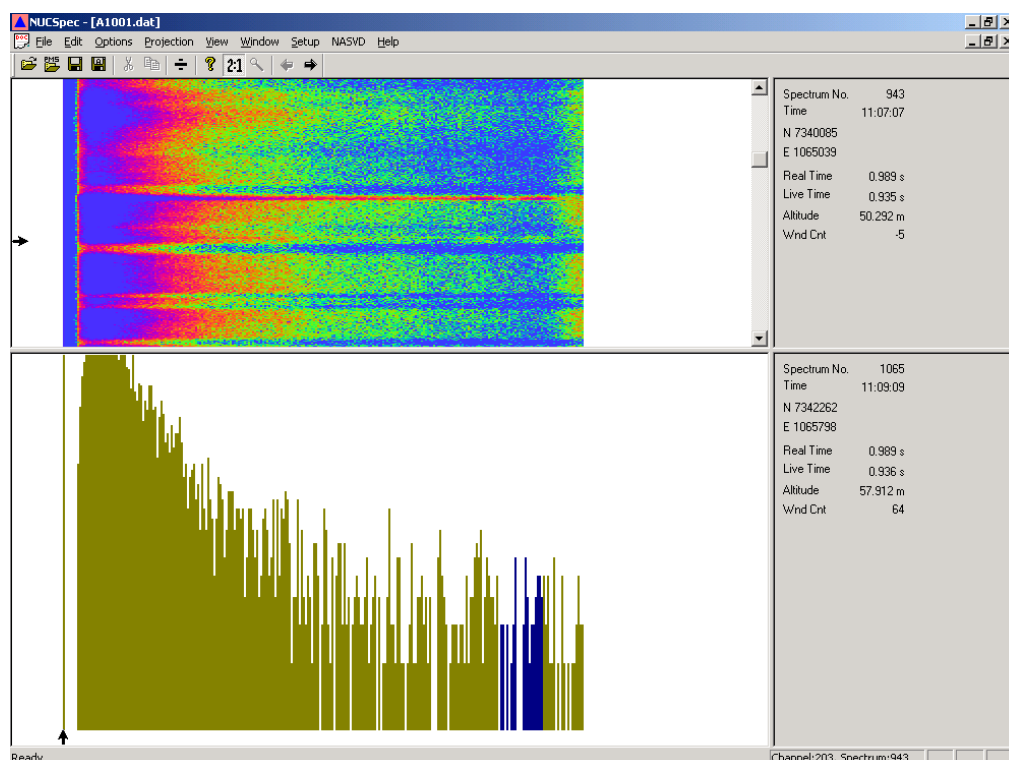 NUCSpec - [A1001.dat]
File Edit Options Projection View Window Setup NASVD Help
2:1
Spectrum No. 943
Time 11:07:07
N 7340085
E 1065039
Real Time 0.989 s
Live Time 0.935 s
Altitude 50.292 m
Wnd Cnt -5
Spectrum No. 1065
Time 11:09:09
N 7342262
E 1065798
Real Time 0.989 s
Live Time 0.936 s
Altitude 57.912 m
Wnd Cnt 64
Ready Channel:203, Spectrum:943